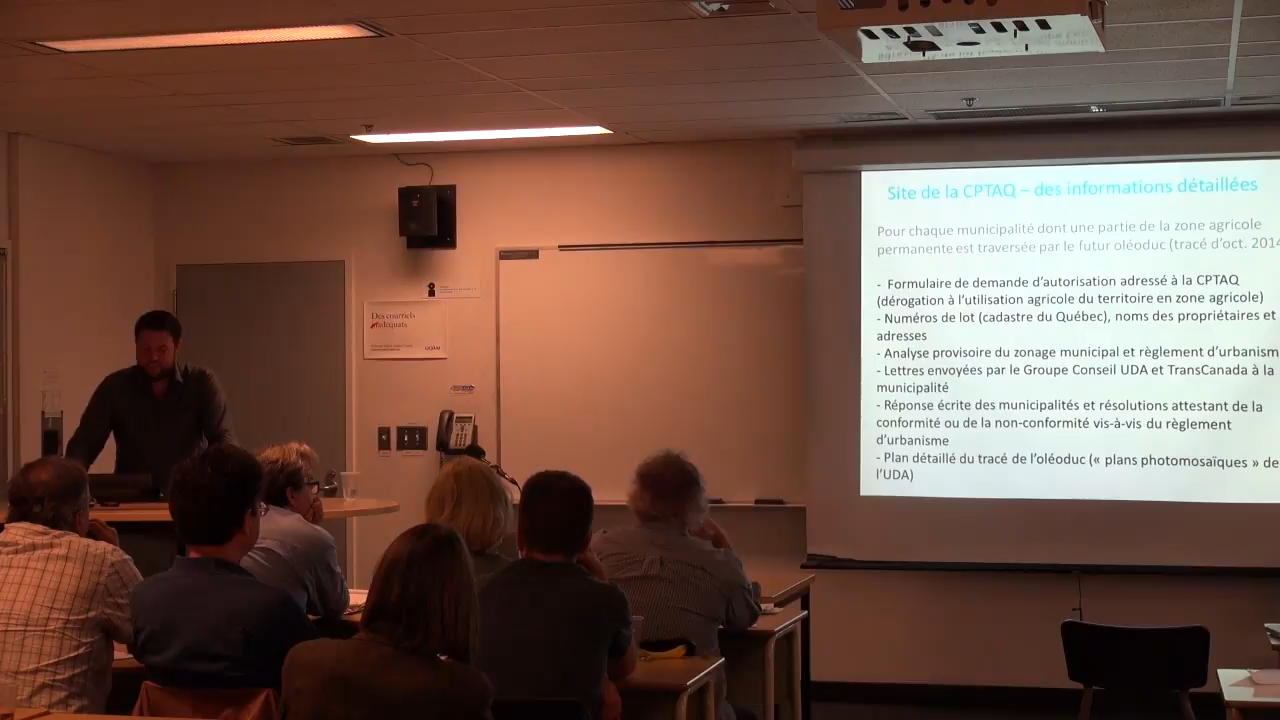 Site de la CPTAQ – des informations détaillées
Pour chaque municipalité dont une partie de la zone agricole
permanente est traversée par le futur oléoduc (tracé d'oct. 2014
- Formulaire de demande d'autorisation adressé à la CPTAQ
(dérogation à l'utilisation agricole du territoire en zone agricole)
- Numéros de lot (cadastre du Québec), noms des propriétaires et
adresses
- Analyse provisoire du zonage municipal et règlement d'urbanism
- Lettres envoyées par le Groupe Conseil UDA et TransCanada à la
municipalité
- Réponse écrite des municipalités et résolutions attestant de la
conformité ou de la non-conformité vis-à-vis du règlement
d'urbanisme
- Plan détaillé du tracé de l'oléoduc (« plans photomosaïques » de
l'UDA)
Des courriels
adéquats
UQÀM